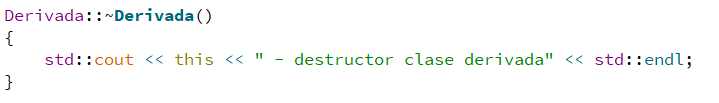 Derivada::~Derivada()
{
    std::cout << this << " - destructor clase derivada" << std::endl;
}